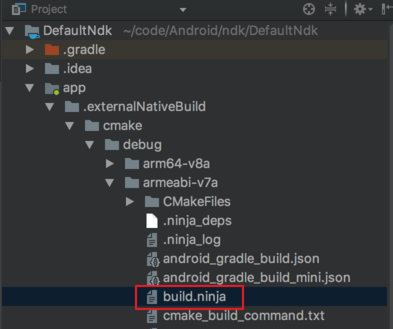 Project
DefaultNdk ~/code/Android/ndk/DefaultNdk
.gradle
.idea
app
.externalNativeBuild
cmake
debug
arm64-v8a
armeabi-v7a
CMakeFiles
.ninja_deps
.ninja_log
android_gradle_build.json
android_gradle_build_mini.json
build.ninja
cmake_build_command.txt